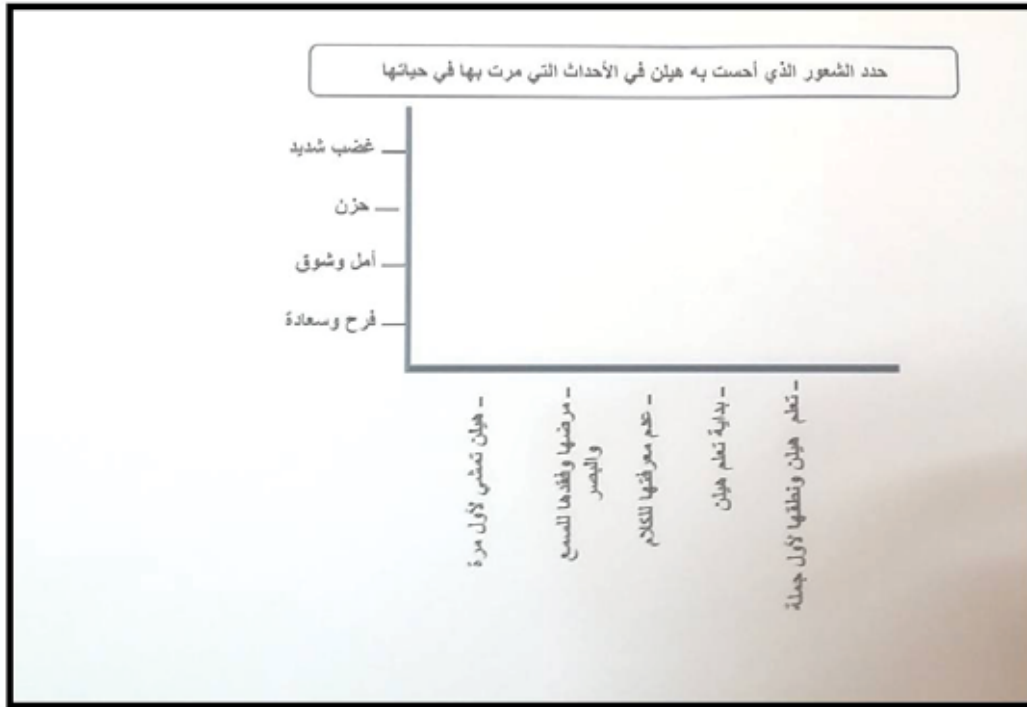 حدد الشعور الذي أحست به هيلن في الأحداث التي مرت بها في حياتها
غضب شديد
حزن
أمل وشوق
فرح وسعادة
- هيلن تمشي لأول مرة
- مرضها وفقدها للسمع
والبصر
- عدم معرفتها للكلام
- بداية تعلم هيلن
- تعلم هيلن ونطقها لأول جملة